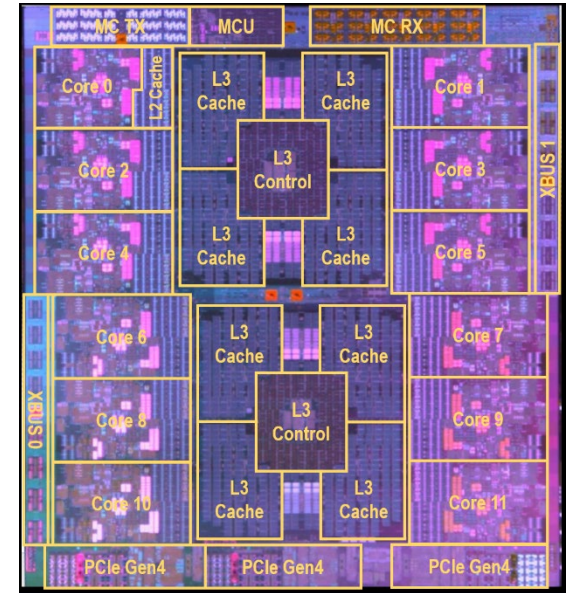 MC TX
MCU
MC RX
Core 0
L2 Cache
L3
Cache
L3
Cache
Core 1
XBUS 1
Core 2
L3
Control
Core 3
Core 4
L3
Cache
L3
Cache
Core 5
XBUS 0
Core 6
L3
Cache
L3
Cache
Core 7
Core 8
L3
Control
Core 9
Core 10
L3
Cache
L3
Cache
Core 11
PCIe Gen4
PCIe Gen4
PCIe Gen4